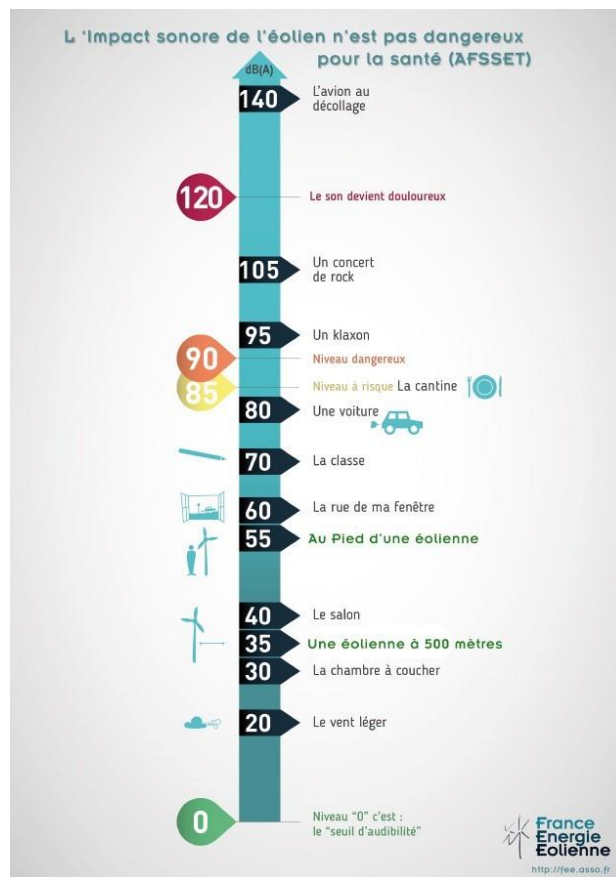 L 'Impact sonore de l'éolien n'est pas dangereux
pour la santé (AFSSET)
dB(A)
140 L'avion au
décollage
120 Le son devient douloureux
105 Un concert
de rock
95 Un klaxon
90 Niveau dangereux
85 Niveau à risque La cantine
80 Une voiture
70 La classe
60 La rue de ma fenêtre
55 Au Pied d'une éolienne
40 Le salon
35 Une éolienne à 500 mètres
30 La chambre à coucher
20 Le vent léger
0 Niveau "0" c'est :
le "seuil d'audibilité"
France
Energie
Eolienne
http://fee.asso.fr